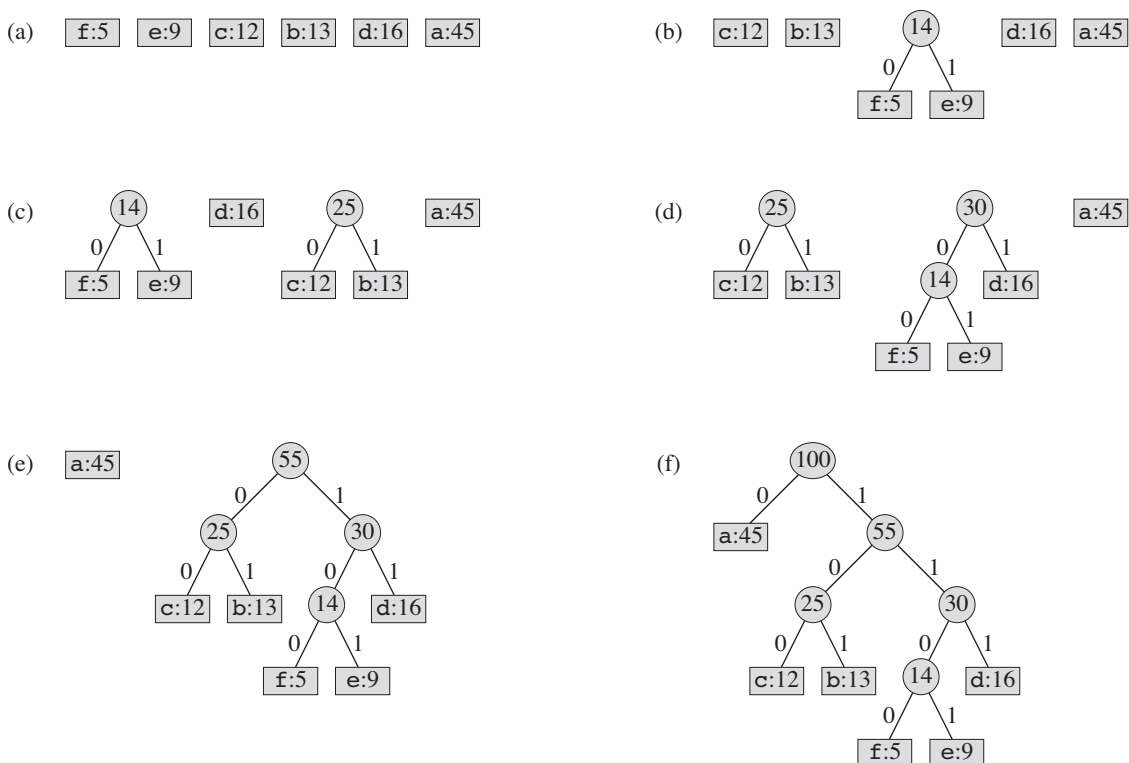 (a) f:5 e:9 c:12 b:13 d:16 a:45
(b) c:12 b:13 14 d:16 a:45
0 1
f:5 e:9
(c) 14 d:16 25 a:45
0 1 0 1
f:5 e:9 c:12 b:13
(d) 25 30 a:45
0 1 0 1
c:12 b:13 14 d:16
0 1
f:5 e:9
(e) a:45 55
0 1
25 30
0 1 0 1
c:12 b:13 14 d:16
0 1
f:5 e:9
(f) 100
0 1
a:45 55
0 1
25 30
0 1 0 1
c:12 b:13 14 d:16
0 1
f:5 e:9